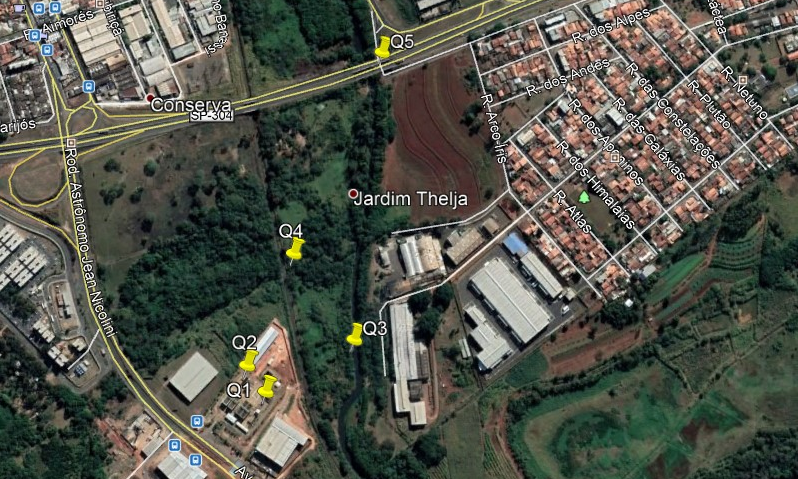 R. Aimorés
Q5
R. dos Alpes
R. dos Andes
R. Netuno
R. Plutão
R. das Constelações
R. das Galáxias
Conserva
SP-304
R. Arco-Íris
R. dos Apeninos
R. dos Himalaias
R. Atlas
Rod. Astrônomo Jean Nicolini
Jardim Thelja
Q4
Q3
Q2
Q1